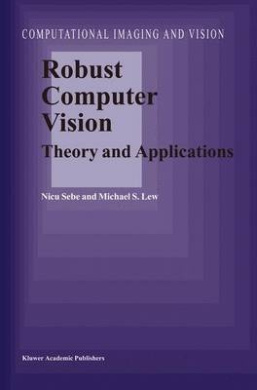 COMPUTATIONAL IMAGING AND VISION
Robust
Computer
Vision
Theory and Applications
Nicu Sebe and Michael S. Lew
Kluwer Academic Publishers